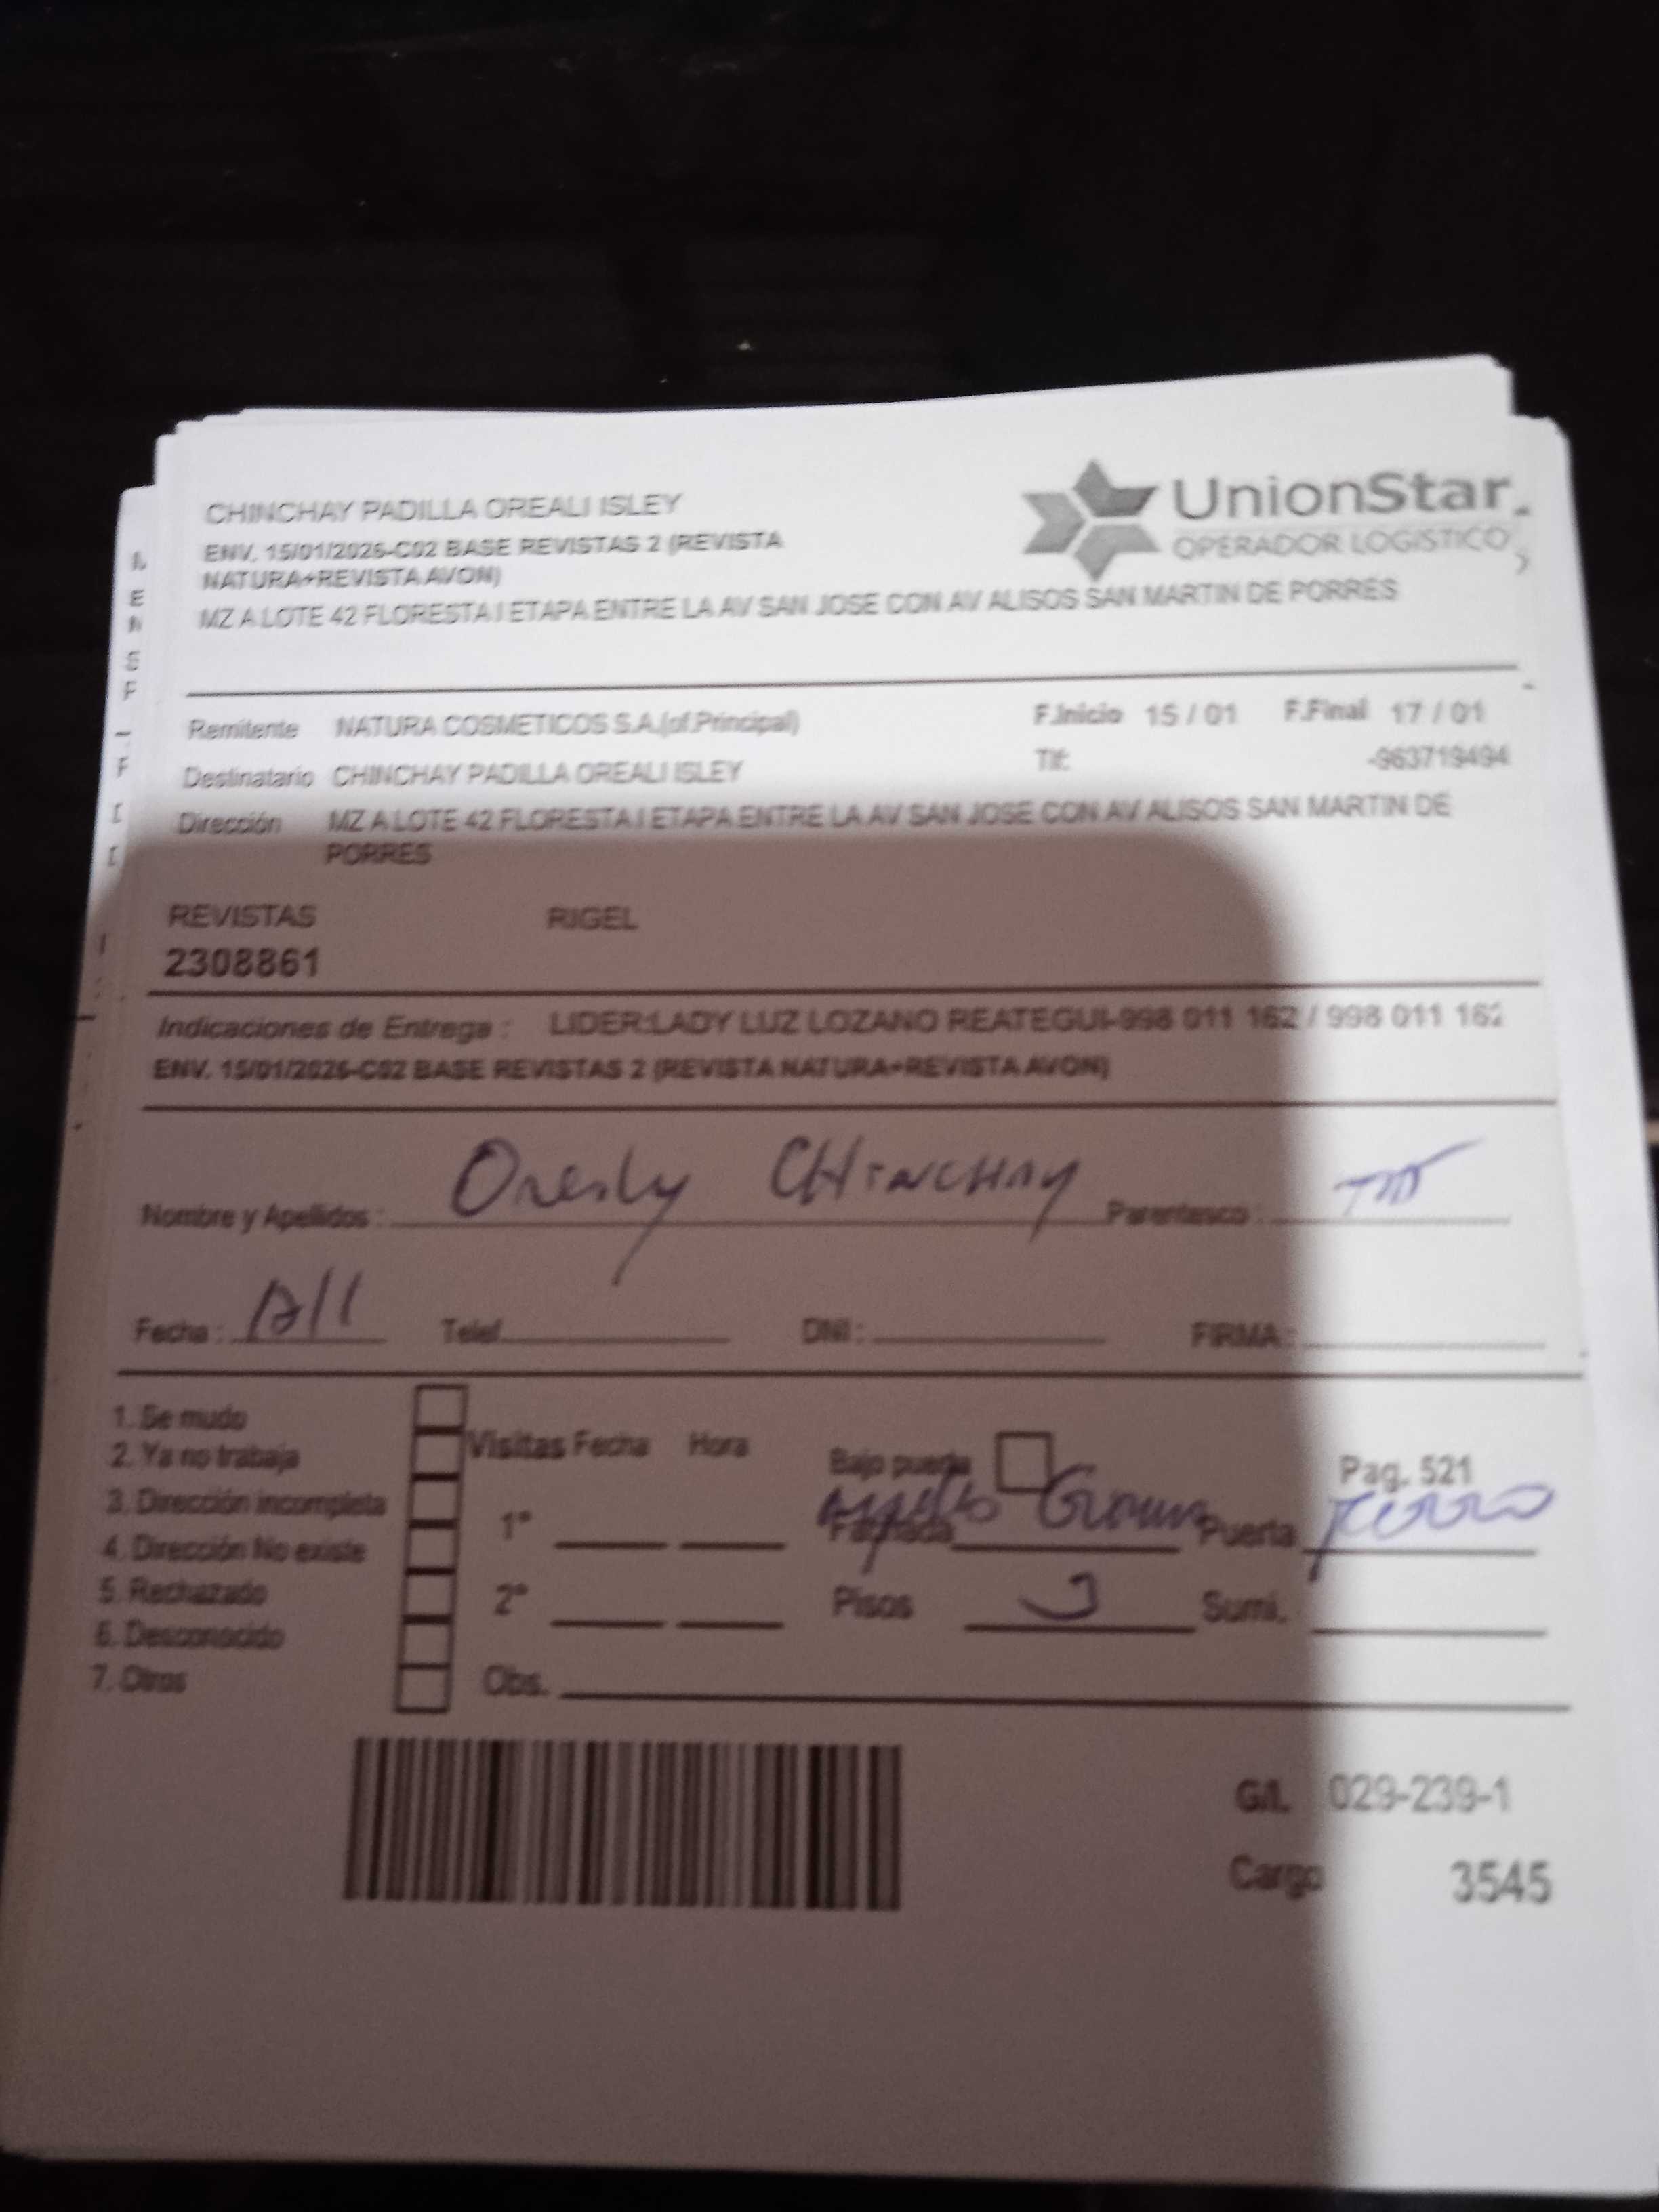 CHINCHAY PADILLA OREALI ISLEY
UnionStar
OPERADOR LOGISTICO
ENV. 15/01/2026-C02 BASE REVISTAS 2 (REVISTA
NATURA+REVISTA AVON)
MZ A LOTE 42 FLORESTA I ETAPA ENTRE LA AV SAN JOSE CON AV ALISOS SAN MARTIN DE PORRES
Remitente NATURA COSMETICOS S.A.(of.Principal) F.Inicio 15 / 01 F.Final 17 / 01
Destinatario CHINCHAY PADILLA OREALI ISLEY Tlf: -963719494
Dirección MZ A LOTE 42 FLORESTA I ETAPA ENTRE LA AV SAN JOSE CON AV ALISOS SAN MARTIN DE
PORRES
REVISTAS RIGEL
2308861
Indicaciones de Entrega : LIDER:LADY LUZ LOZANO REATEGUI-998 011 162 / 998 011 162
ENV. 15/01/2026-C02 BASE REVISTAS 2 (REVISTA NATURA+REVISTA AVON)
Nombre y Apellidos : CHINCHAY Parentesco :
Fecha : Telef. DNI : FIRMA :
1. Se mudo
2. Ya no trabaja
3. Dirección incompleta
4. Dirección No existe
5. Rechazado
6. Desconocido
7. Otros
Visitas Fecha Hora
1°
2°
Obs.
Bajo puerta Pag. 521
Fachada Puerta
Pisos 3 Sumi.
G/L 029-239-1
Cargo 3545